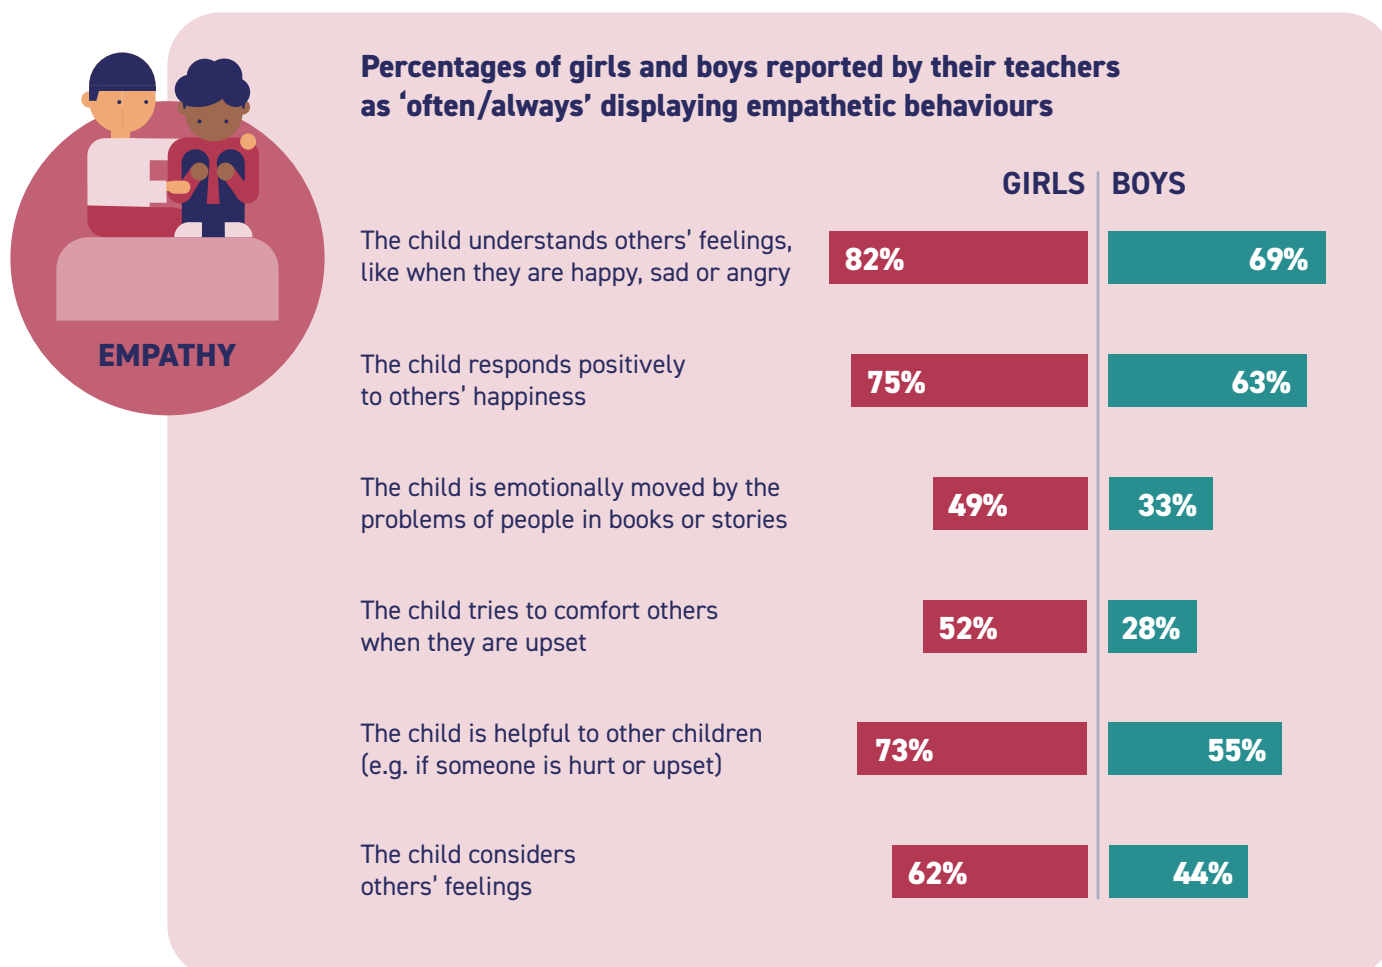 Percentages of girls and boys reported by their teachers
as ‘often/always’ displaying empathetic behaviours
GIRLS BOYS
EMPATHY
The child understands others’ feelings,
like when they are happy, sad or angry
82% 69%
The child responds positively
to others’ happiness
75% 63%
The child is emotionally moved by the
problems of people in books or stories
49% 33%
The child tries to comfort others
when they are upset
52% 28%
The child is helpful to other children
(e.g. if someone is hurt or upset)
73% 55%
The child considers
others’ feelings
62% 44%